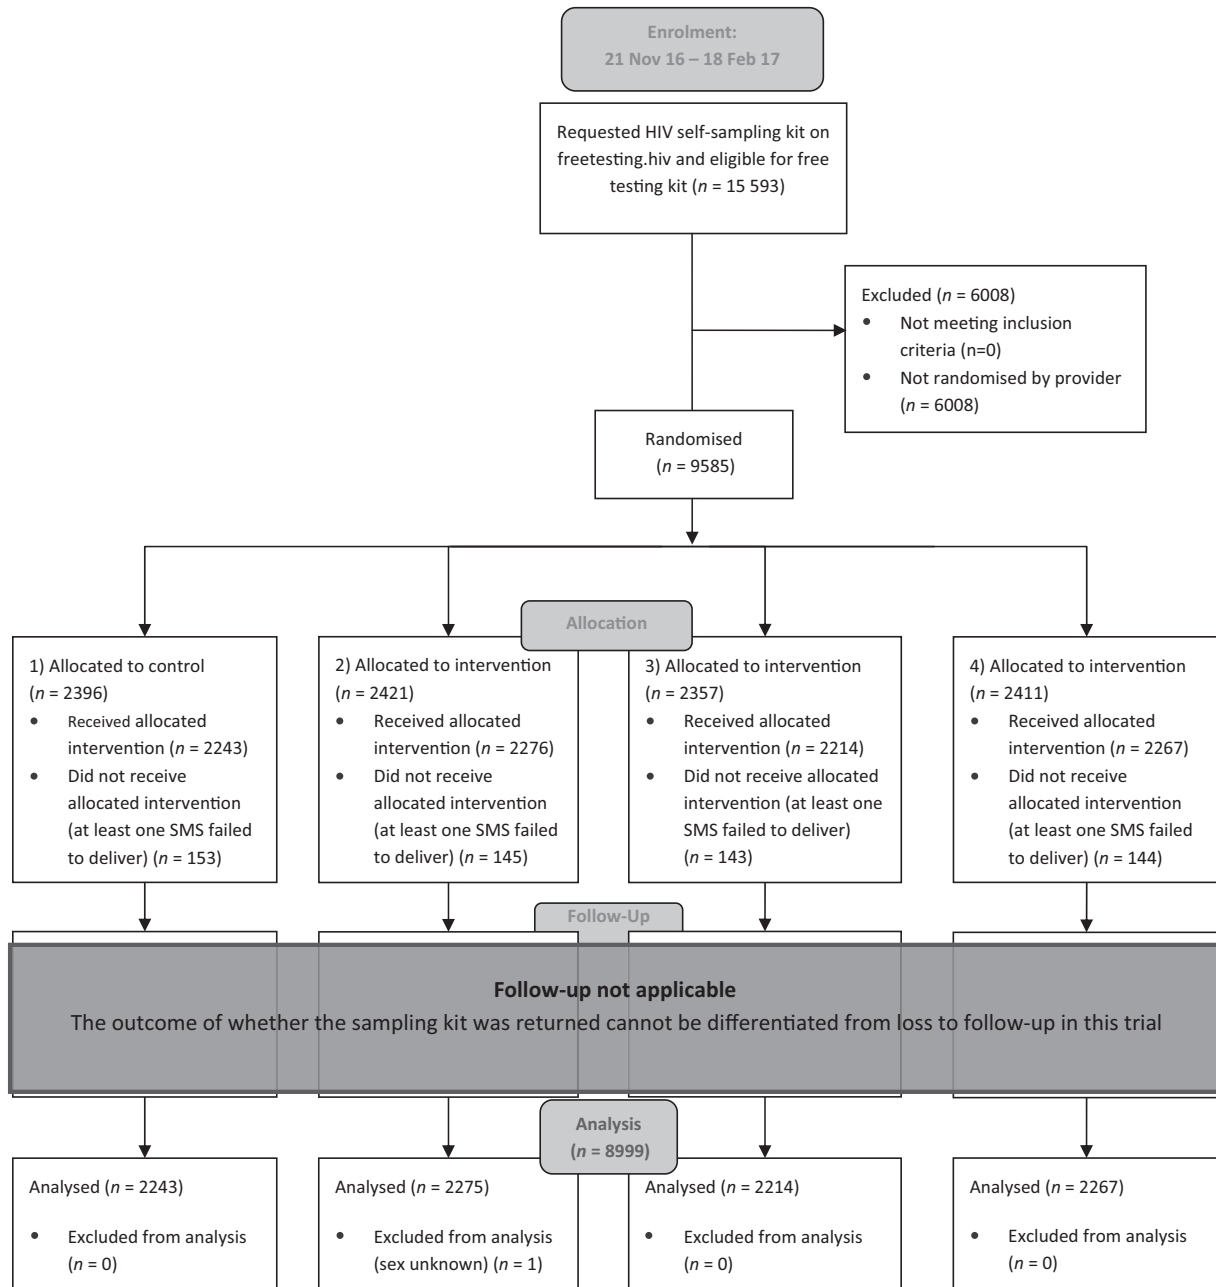 Enrolment:
21 Nov 16 – 18 Feb 17
Requested HIV self-sampling kit on
freetesting.hiv and eligible for free
testing kit (n = 15 593)
Excluded (n = 6008)
• Not meeting inclusion
criteria (n=0)
• Not randomised by provider
(n = 6008)
Randomised
(n = 9585)
Allocation
1) Allocated to control
(n = 2396)
• Received allocated
intervention (n = 2243)
• Did not receive
allocated intervention
(at least one SMS failed
to deliver) (n = 153)
2) Allocated to intervention
(n = 2421)
• Received allocated
intervention (n = 2276)
• Did not receive
allocated intervention
(at least one SMS failed
to deliver) (n = 145)
3) Allocated to intervention
(n = 2357)
• Received allocated
intervention (n = 2214)
• Did not receive allocated
intervention (at least one
SMS failed to deliver)
(n = 143)
4) Allocated to intervention
(n = 2411)
• Received allocated
intervention (n = 2267)
• Did not receive
allocated intervention
(at least one SMS failed
to deliver) (n = 144)
Follow-Up
Follow-up not applicable
The outcome of whether the sampling kit was returned cannot be differentiated from loss to follow-up in this trial
Analysis
(n = 8999)
Analysed (n = 2243)
• Excluded from analysis
(n = 0)
Analysed (n = 2275)
• Excluded from analysis
(sex unknown) (n = 1)
Analysed (n = 2214)
• Excluded from analysis
(n = 0)
Analysed (n = 2267)
• Excluded from analysis
(n = 0)